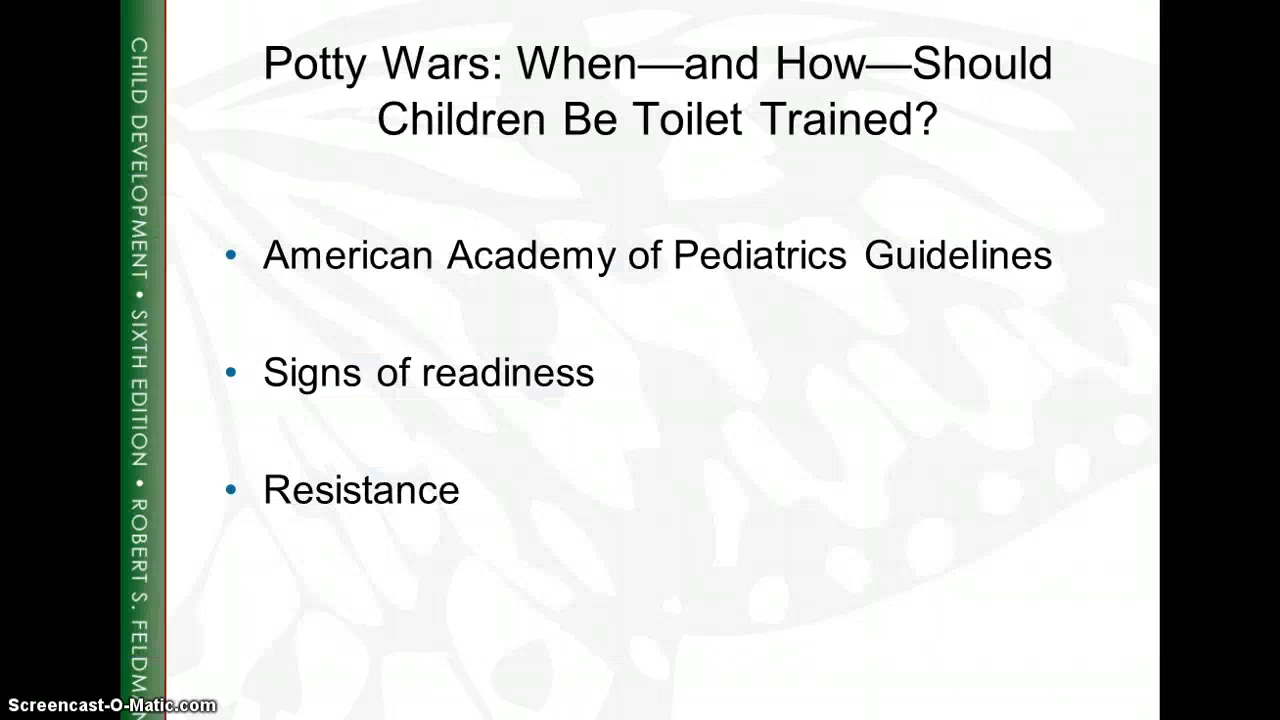 Potty Wars: When—and How—Should
Children Be Toilet Trained?
• American Academy of Pediatrics Guidelines
• Signs of readiness
• Resistance
CHILD DEVELOPMENT • SIXTH EDITION • ROBERT S. FELDMAN
Screencast-O-Matic.com